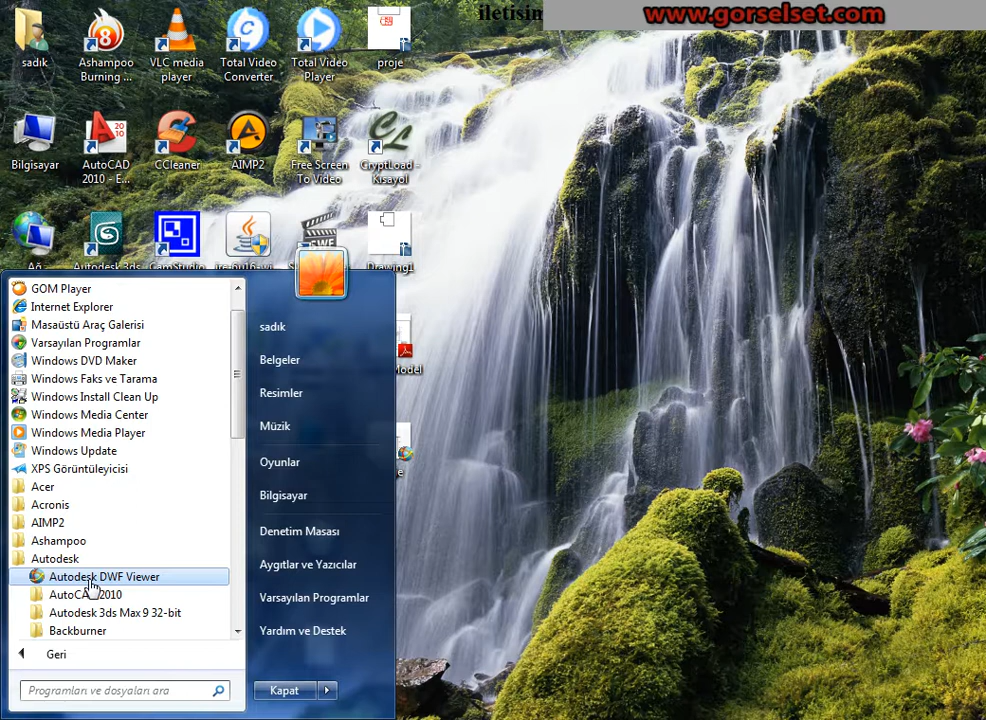 iletisim
www.gorselset.com
sadık
Ashampoo
Burning ...
VLC media
player
Total Video
Converter
Total Video
Player
proje
Bilgisayar
AutoCAD
2010 - E...
CCleaner
AIMP2
Free Screen
To Video
CryptLoad -
Kısayol
Ağ
Autodesk 3ds
CamStudio
Drawing1
Model
GOM Player
Internet Explorer
Masaüstü Araç Galerisi
Varsayılan Programlar
Windows DVD Maker
Windows Faks ve Tarama
Windows Install Clean Up
Windows Media Center
Windows Media Player
Windows Update
XPS Görüntüleyicisi
Acer
Acronis
AIMP2
Ashampoo
Autodesk
Autodesk DWF Viewer
AutoCAD 2010
Autodesk 3ds Max 9 32-bit
Backburner
Geri
Programları ve dosyaları ara
sadık
Belgeler
Resimler
Müzik
Oyunlar
Bilgisayar
Denetim Masası
Aygıtlar ve Yazıcılar
Varsayılan Programlar
Yardım ve Destek
Kapat